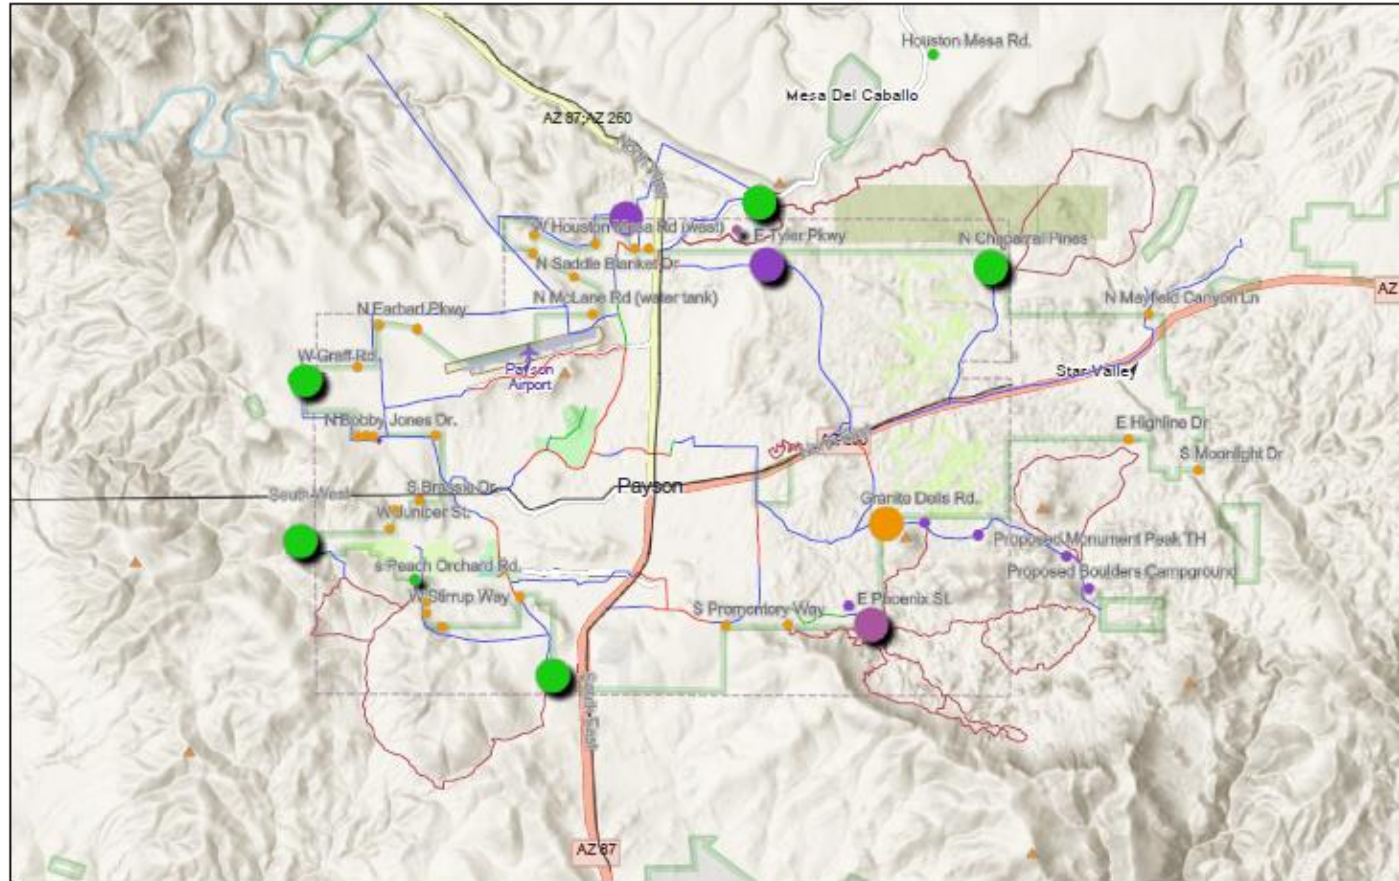 Houston Mesa Rd.
Mesa Del Caballo
AZ 87;AZ 260
W Houston Mesa Rd (west)
E Tyler Pkwy
N Chaparral Pines
N Saddle Blanket Dr
N McLane Rd (water tank)
N Mayfield Canyon Ln
AZ
N Earhart Pkwy
W Graff Rd
Payson
Airport
Star Valley
N Bobby Jones Dr.
E Highline Dr
S Moonlight Dr
South West
S Brassie Dr
Payson
Granite Dells Rd.
W Juniper St.
Proposed Monument Peak TH
s Peach Orchard Rd.
Proposed Boulders Campground
W Stirrup Way
E Phoenix St.
S Promontory Way
AZ 87